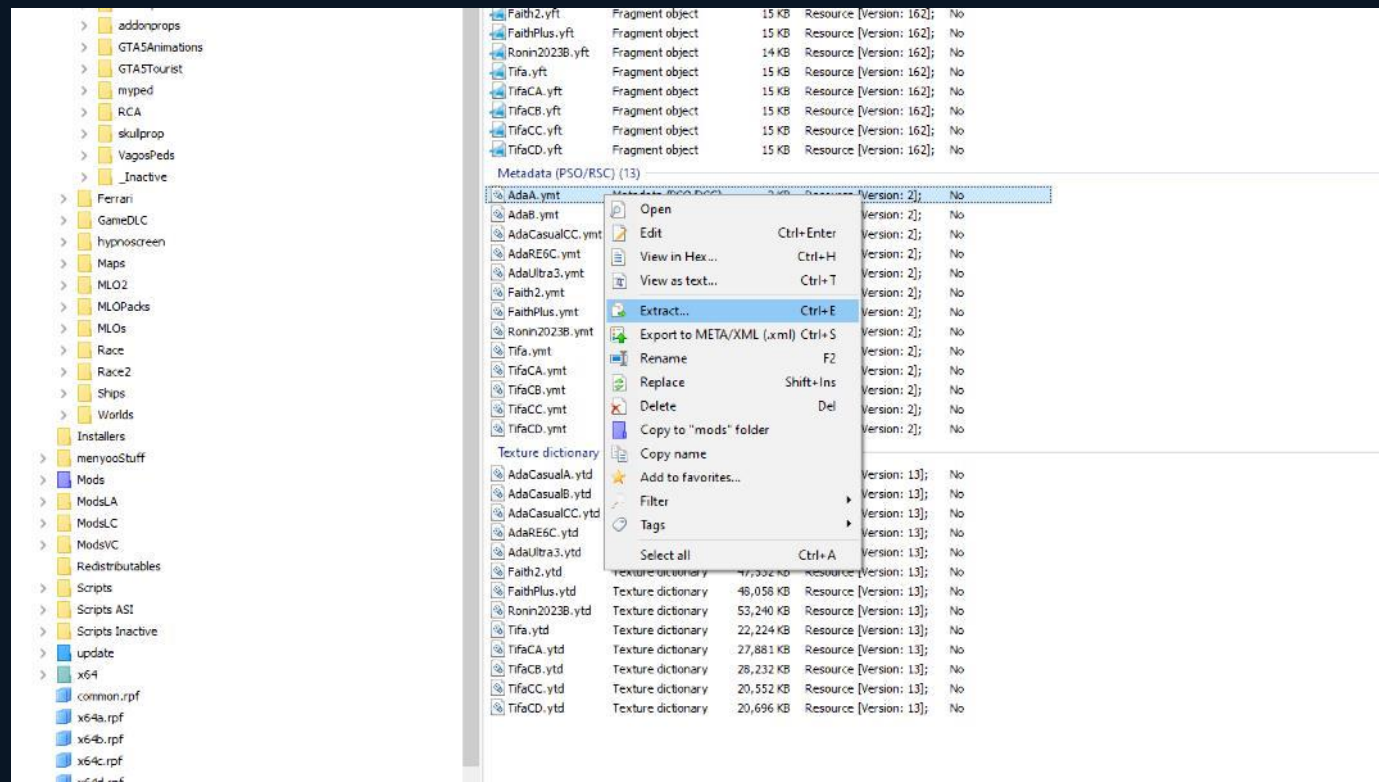 addonprops
GTA5Animations
GTA5Tourist
myped
RCA
skullprop
VagosPeds
_Inactive
Ferrari
GameDLC
hypnoscreen
Maps
MLO2
MLOPacks
MLOs
Race
Race2
Ships
Worlds
Installers
menyooStuff
Mods
ModsLA
ModsLC
ModsVC
Redistributables
Scripts
Scripts ASI
Scripts Inactive
update
x64
common.rpf
x64a.rpf
x64b.rpf
x64c.rpf
x64d.rpf
Faith2.yft Fragment object 15 KB Resource [Version: 162]; No
FaithPlus.yft Fragment object 15 KB Resource [Version: 162]; No
Ronin2023B.yft Fragment object 14 KB Resource [Version: 162]; No
Tifa.yft Fragment object 15 KB Resource [Version: 162]; No
TifaCA.yft Fragment object 15 KB Resource [Version: 162]; No
TifaCB.yft Fragment object 15 KB Resource [Version: 162]; No
TifaCC.yft Fragment object 15 KB Resource [Version: 162]; No
TifaCD.yft Fragment object 15 KB Resource [Version: 162]; No
Metadata (PSO/RSC) (13)
AdaA.ymt Metadata (PSO/RSC) 2 KB Resource [Version: 2]; No
AdaB.ymt Version: 2]; No
AdaCasualCC.ymt Version: 2]; No
AdaRE6C.ymt Version: 2]; No
AdaUltra3.ymt Version: 2]; No
Faith2.ymt Version: 2]; No
FaithPlus.ymt Version: 2]; No
Ronin2023B.ymt Version: 2]; No
Tifa.ymt Version: 2]; No
TifaCA.ymt Version: 2]; No
TifaCB.ymt Version: 2]; No
TifaCC.ymt Version: 2]; No
TifaCD.ymt Version: 2]; No
Open
Edit Ctrl+Enter
View in Hex... Ctrl+H
View as text... Ctrl+T
Extract... Ctrl+E
Export to META/XML (.xml) Ctrl+S
Rename F2
Replace Shift+Ins
Delete Del
Copy to "mods" folder
Copy name
Add to favorites...
Filter
Tags
Select all Ctrl+A
Texture dictionary
AdaCasualA.ytd Version: 13]; No
AdaCasualB.ytd Version: 13]; No
AdaCasualCC.ytd Version: 13]; No
AdaRE6C.ytd Version: 13]; No
AdaUltra3.ytd Version: 13]; No
Faith2.ytd Texture dictionary 47,532 KB Resource [Version: 13]; No
FaithPlus.ytd Texture dictionary 48,058 KB Resource [Version: 13]; No
Ronin2023B.ytd Texture dictionary 53,240 KB Resource [Version: 13]; No
Tifa.ytd Texture dictionary 22,224 KB Resource [Version: 13]; No
TifaCA.ytd Texture dictionary 27,881 KB Resource [Version: 13]; No
TifaCB.ytd Texture dictionary 28,232 KB Resource [Version: 13]; No
TifaCC.ytd Texture dictionary 20,552 KB Resource [Version: 13]; No
TifaCD.ytd Texture dictionary 20,696 KB Resource [Version: 13]; No